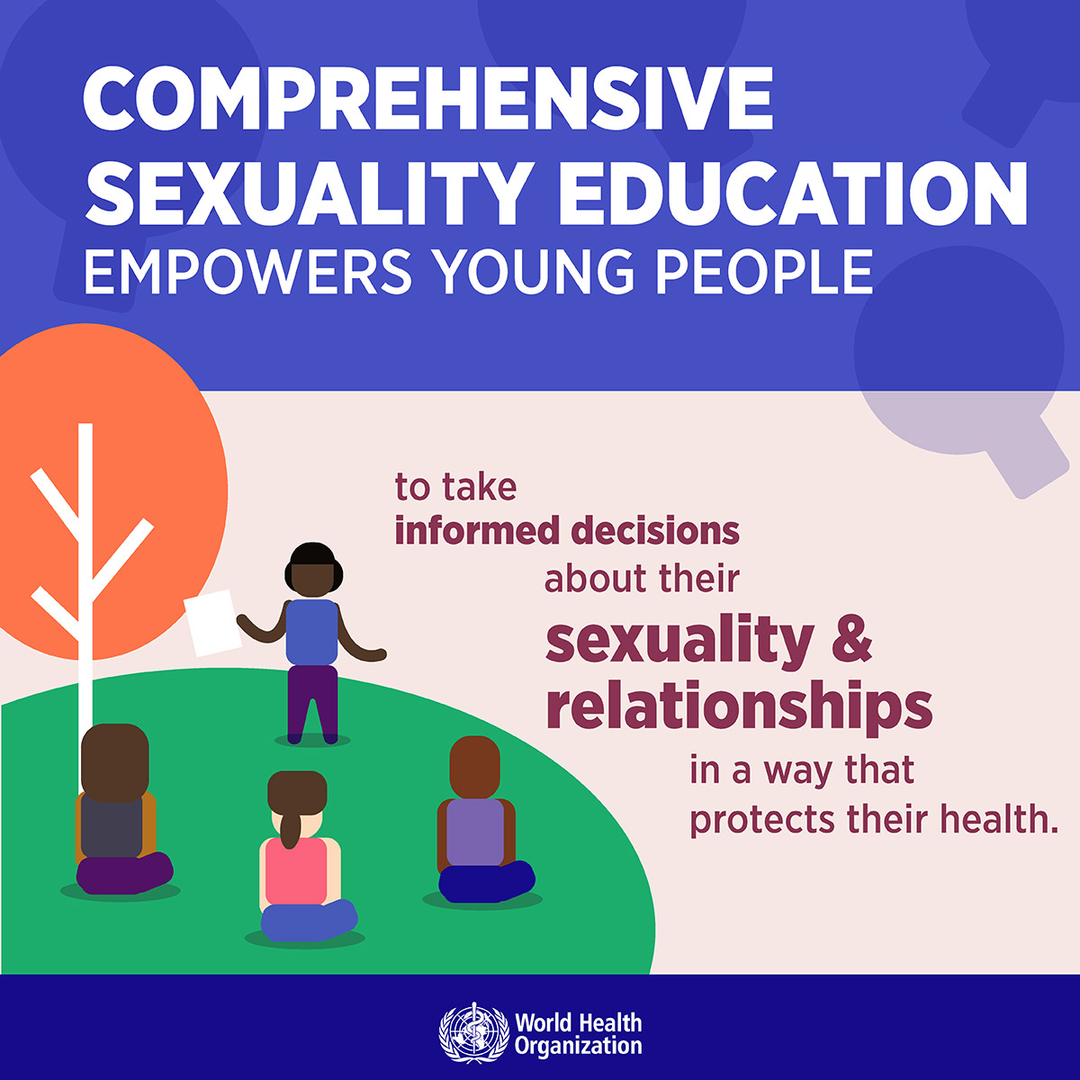 COMPREHENSIVE
SEXUALITY EDUCATION
EMPOWERS YOUNG PEOPLE
to take
informed decisions
about their
sexuality &
relationships
in a way that
protects their health.
World Health
Organization